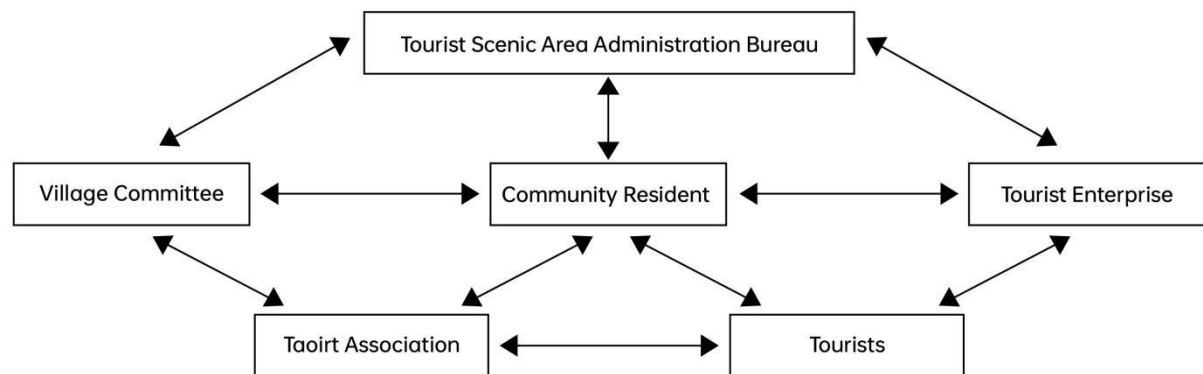 Tourist Scenic Area Administration Bureau
Village Committee
Community Resident
Tourist Enterprise
Taoirt Association
Tourists